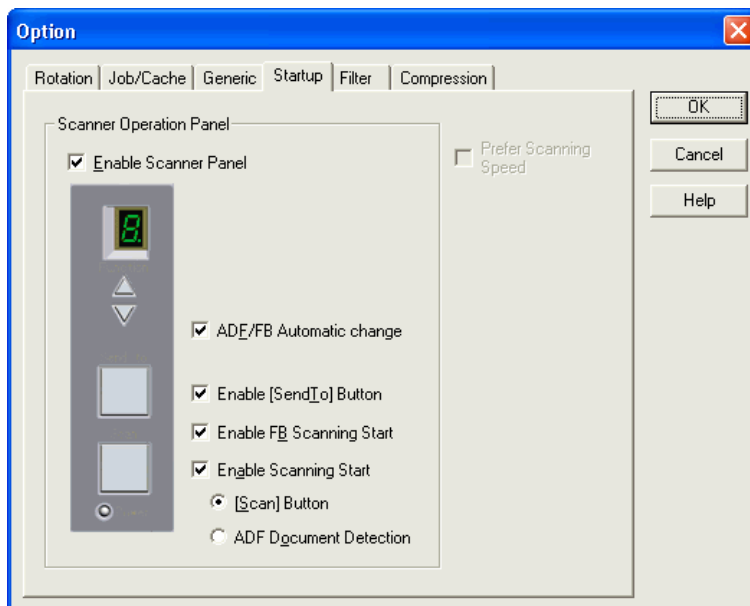 Option
Rotation Job/Cache Generic Startup Filter Compression
OK
Cancel
Help
Scanner Operation Panel
Enable Scanner Panel
Prefer Scanning
Speed
8.
ADF/FB Automatic change
Enable [SendTo] Button
Enable FB Scanning Start
Enable Scanning Start
[Scan] Button
ADF Document Detection